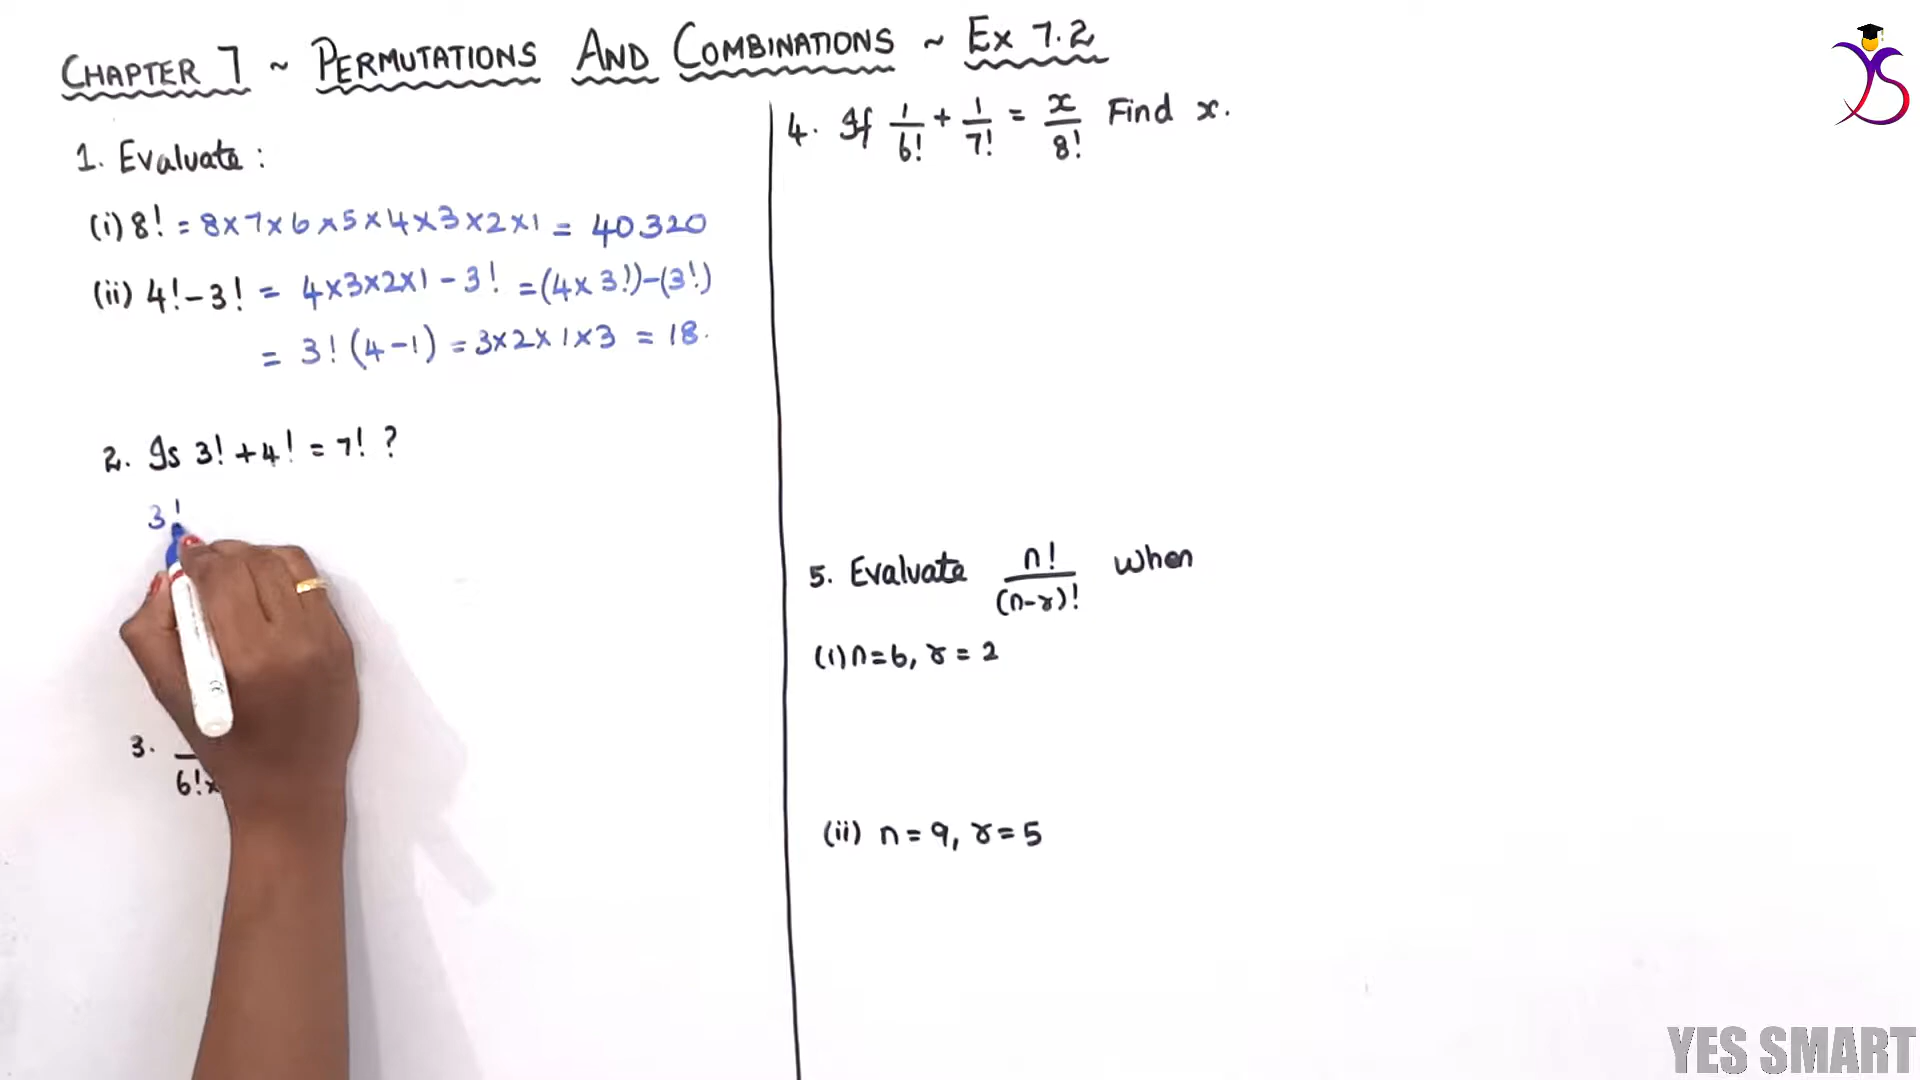 CHAPTER 7 ~ PERMUTATIONS AND COMBINATIONS ~ Ex 7.2
1. Evaluate :
(i) 8! = 8×7×6×5×4×3×2×1 = 40320
(ii) 4!-3! = 4×3×2×1 - 3! = (4× 3!)-(3!)
= 3! (4-1) = 3×2×1×3 = 18.
2. Is 3! + 4! = 7! ?
3!
3.
6!×
4. If 1/6! + 1/7! = x/8! Find x.
5. Evaluate n!/(n-r)! when
(i) n=6, r = 2
(ii) n = 9, r = 5
YS
YES SMART